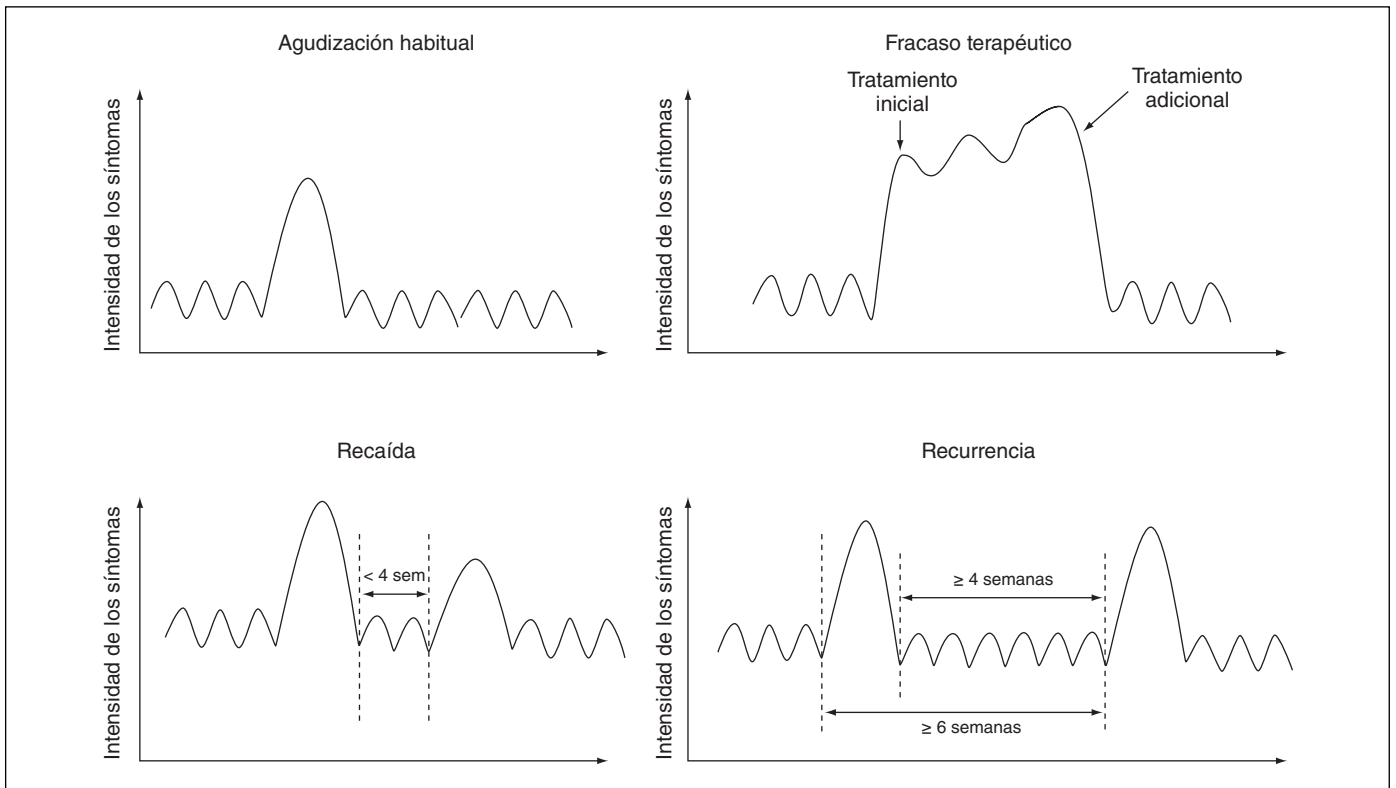 Agudización habitual
Intensidad de los síntomas
Fracaso terapéutico
Tratamiento
inicial
Tratamiento
adicional
Intensidad de los síntomas
Recaída
Intensidad de los síntomas
< 4 sem
Recurrencia
Intensidad de los síntomas
≥ 4 semanas
≥ 6 semanas